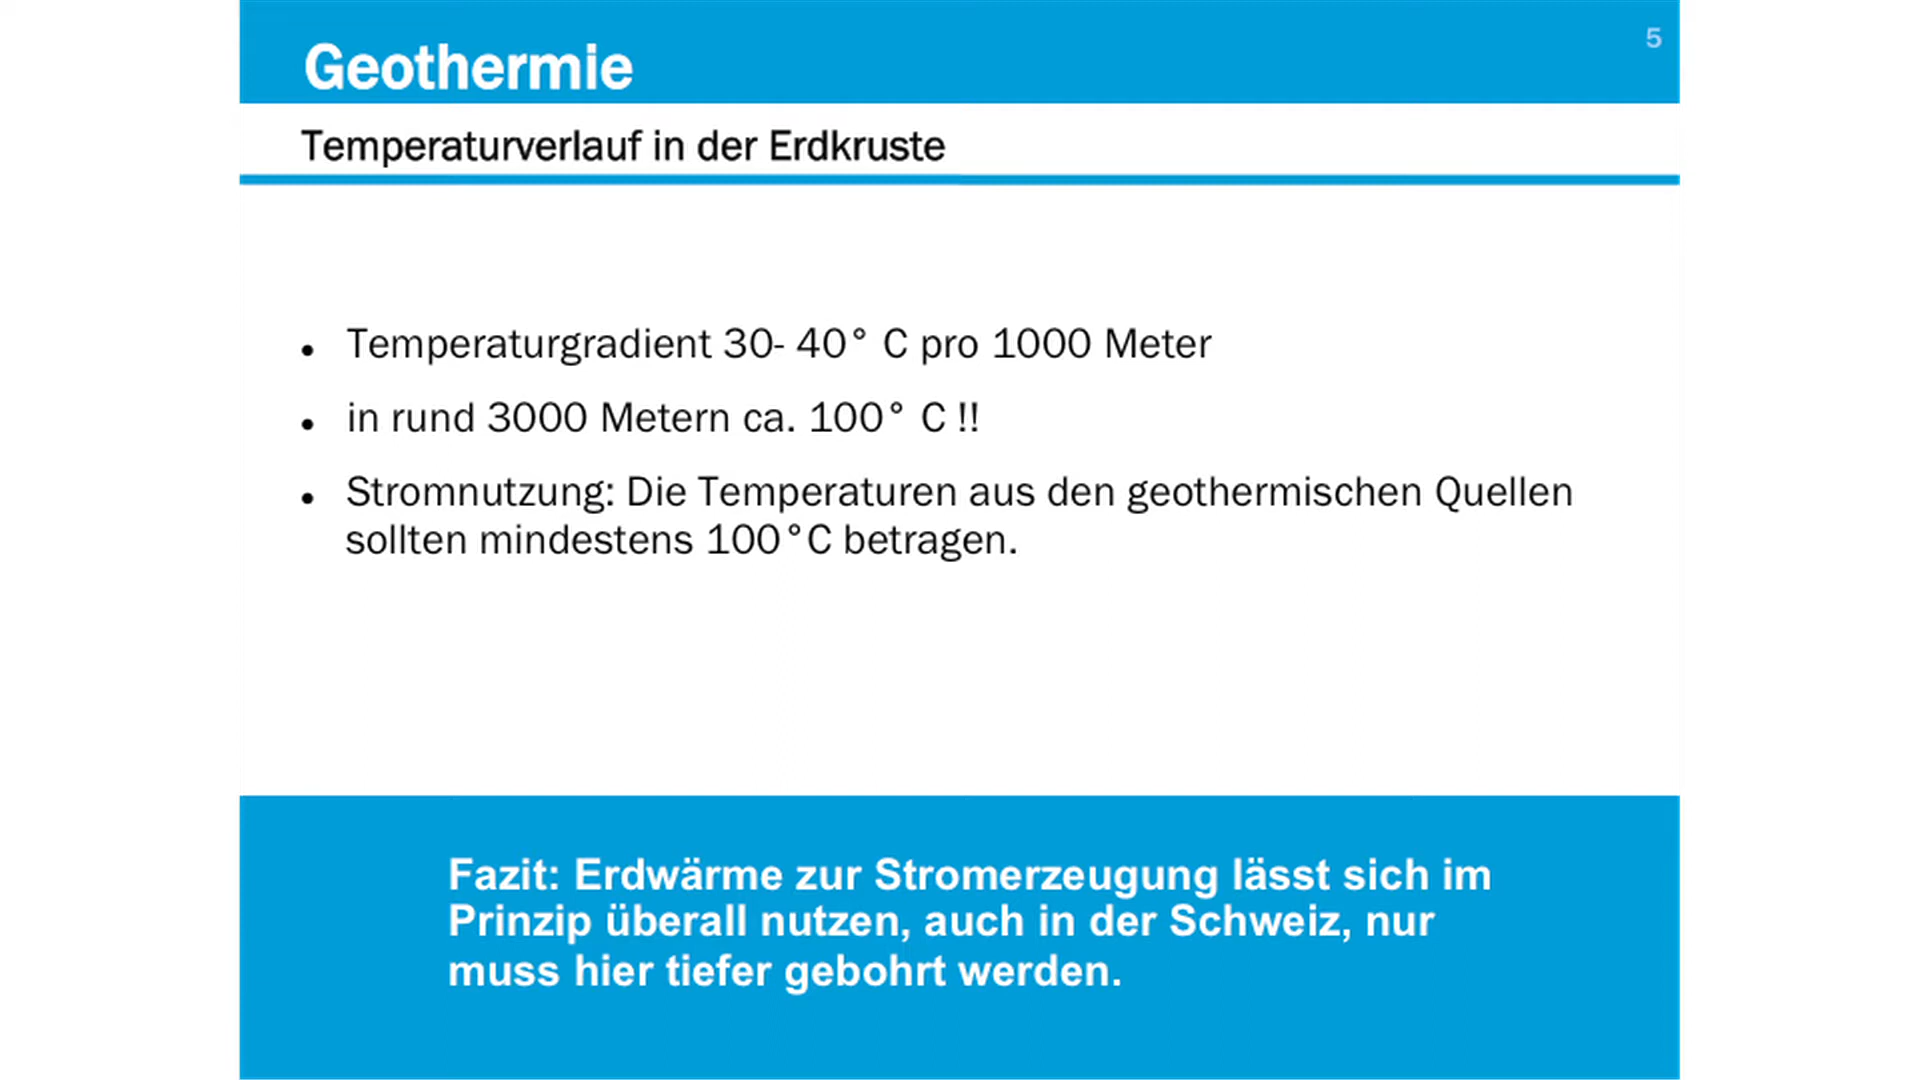 Geothermie
5
Temperaturverlauf in der Erdkruste
• Temperaturgradient 30- 40° C pro 1000 Meter
• in rund 3000 Metern ca. 100° C !!
• Stromnutzung: Die Temperaturen aus den geothermischen Quellen
sollten mindestens 100°C betragen.
Fazit: Erdwärme zur Stromerzeugung lässt sich im
Prinzip überall nutzen, auch in der Schweiz, nur
muss hier tiefer gebohrt werden.